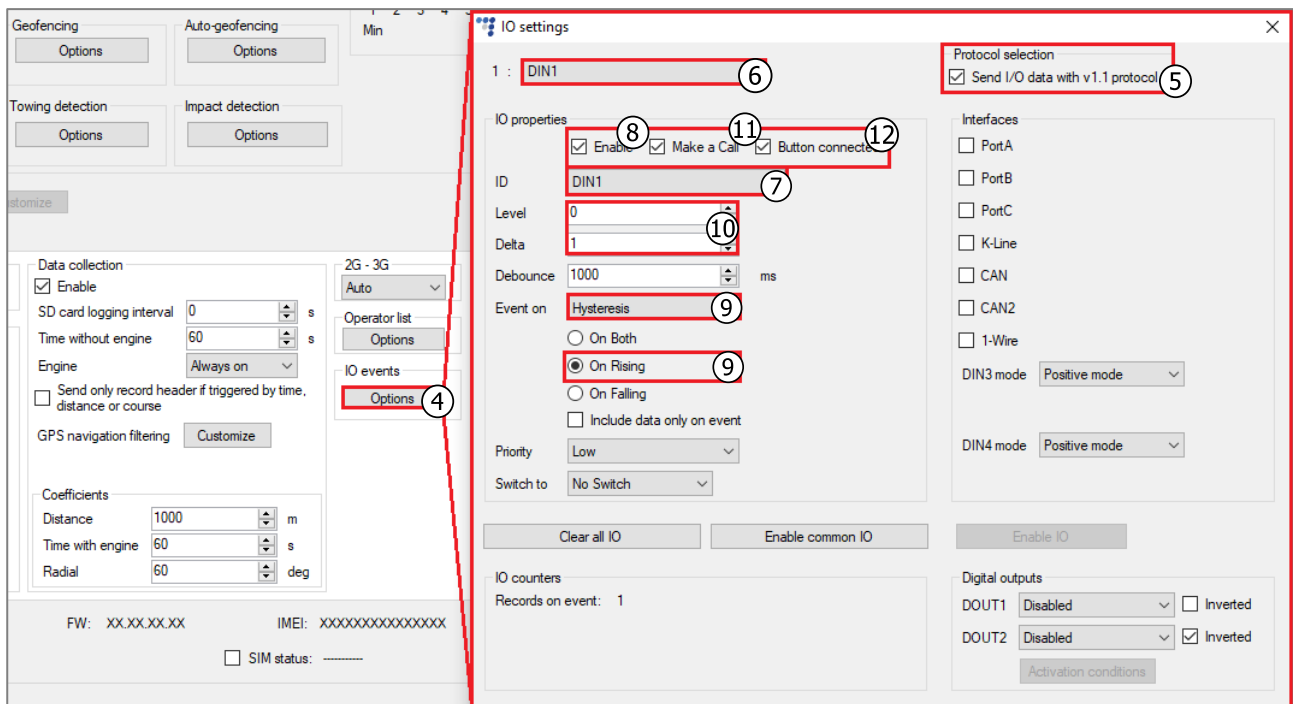 Geofencing
Options
Auto-geofencing
Options
1 2 3 4 5
Min
Towing detection
Options
Impact detection
Options
Customize
Data collection
Enable
SD card logging interval 0 s
Time without engine 60 s
Engine Always on
Send only record header if triggered by time,
distance or course
GPS navigation filtering Customize
Coefficients
Distance 1000 m
Time with engine 60 s
Radial 60 deg
2G - 3G
Auto
Operator list
Options
IO events
Options 4
FW: XX.XX.XX.XX IMEI: XXXXXXXXXXXXXXX
SIM status: -----------
IO settings
1 : DIN1 6
Protocol selection
Send I/O data with v1.1 protocol 5
IO properties
8 11 12
Enable Make a Call Button connected
ID DIN1 7
Level 0
10
Delta 1
Debounce 1000 ms
Event on Hysteresis 9
On Both
On Rising 9
On Falling
Include data only on event
Priority Low
Switch to No Switch
Interfaces
PortA
PortB
PortC
K-Line
CAN
CAN2
1-Wire
DIN3 mode Positive mode
DIN4 mode Positive mode
Clear all IO Enable common IO Enable IO
IO counters
Records on event: 1
Digital outputs
DOUT1 Disabled Inverted
DOUT2 Disabled Inverted
Activation conditions